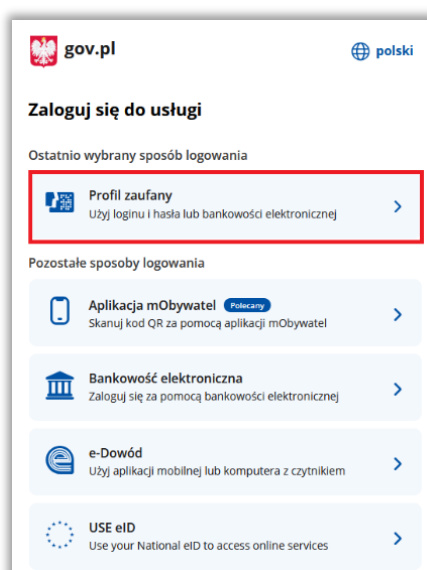 gov.pl
polski
Zaloguj się do usługi
Ostatnio wybrany sposób logowania
Profil zaufany
Użyj loginu i hasła lub bankowości elektronicznej
Pozostałe sposoby logowania
Aplikacja mObywatel Polecany
Skanuj kod QR za pomocą aplikacji mObywatel
Bankowość elektroniczna
Zaloguj się za pomocą bankowości elektronicznej
e-Dowód
Użyj aplikacji mobilnej lub komputera z czytnikiem
USE eID
Use your National eID to access online services